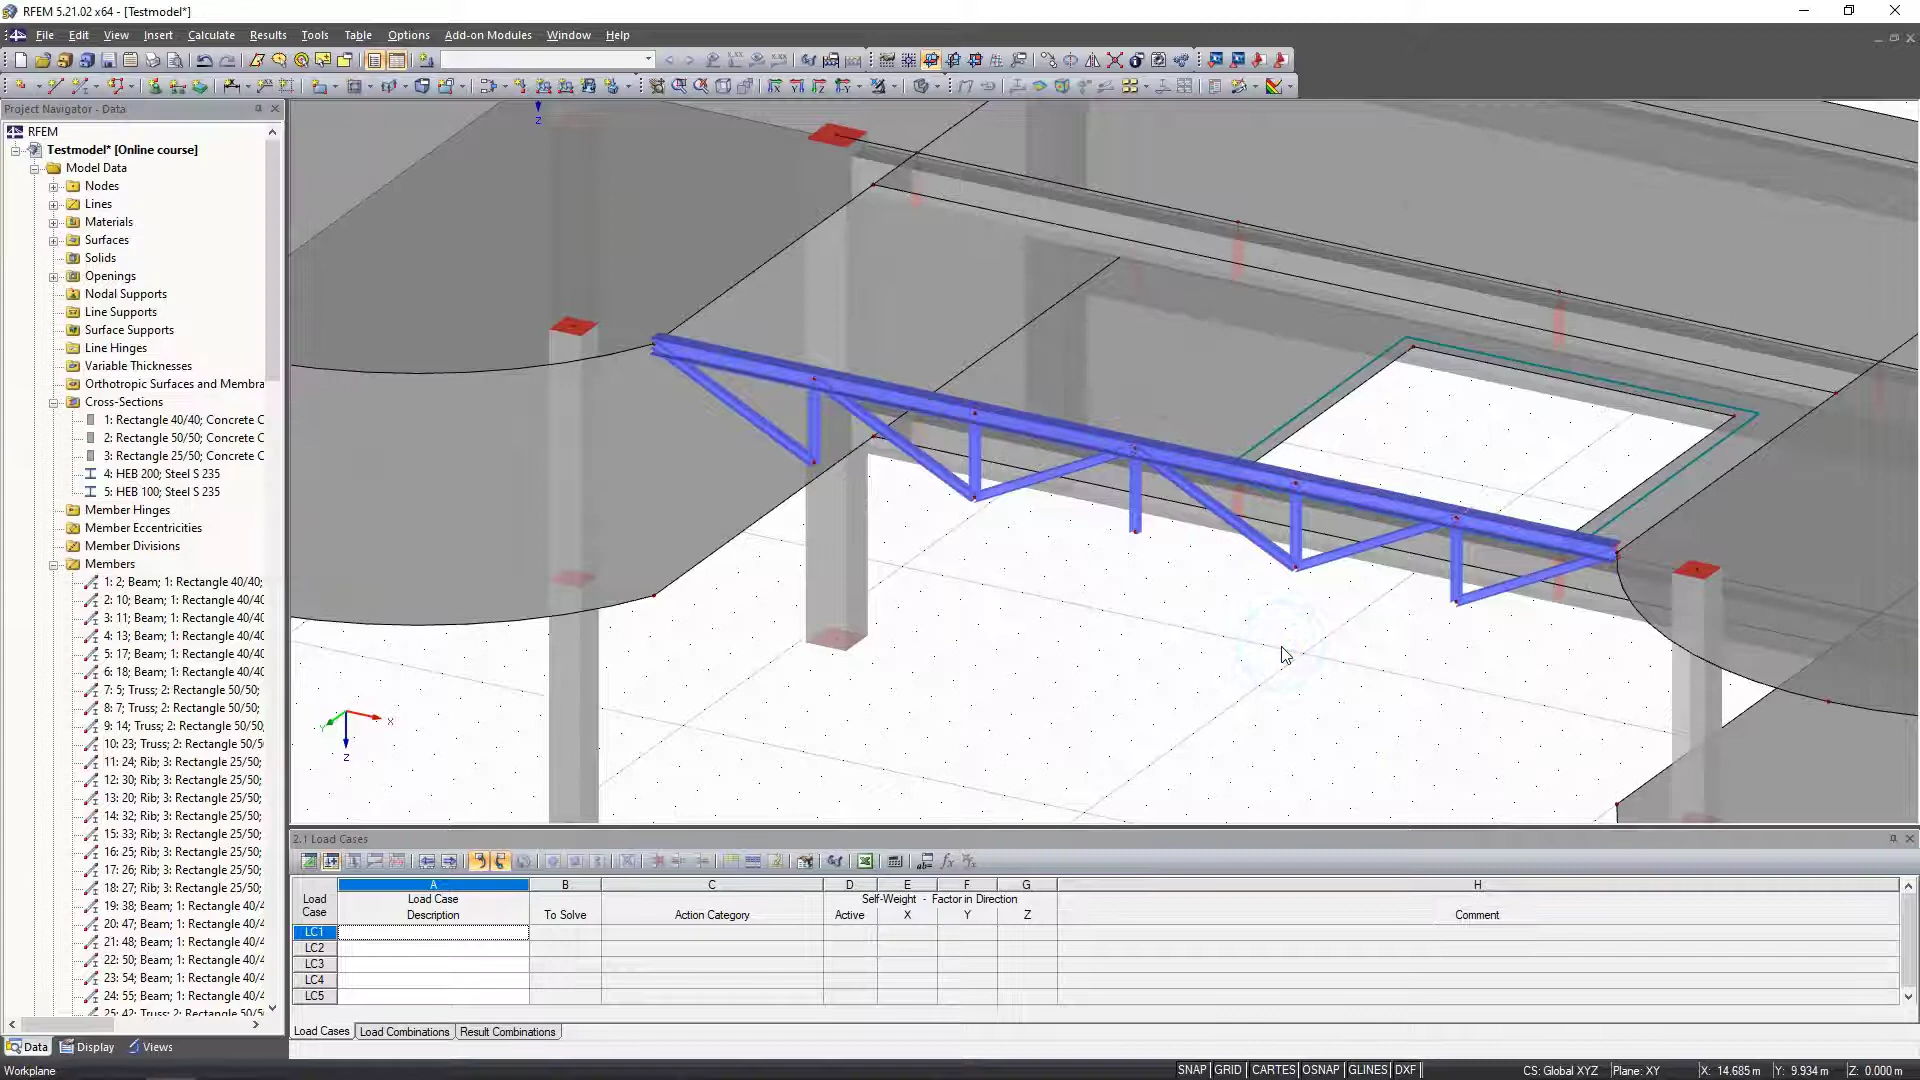 RFEM 5.21.02 x64 - [Testmodel*]
File Edit View Insert Calculate Results Tools Table Options Add-on Modules Window Help
Project Navigator - Data
RFEM
Testmodel* [Online course]
Model Data
Nodes
Lines
Materials
Surfaces
Solids
Openings
Nodal Supports
Line Supports
Surface Supports
Line Hinges
Variable Thicknesses
Orthotropic Surfaces and Membra
Cross-Sections
1: Rectangle 40/40; Concrete C
2: Rectangle 50/50; Concrete C
3: Rectangle 25/50; Concrete C
4: HEB 200; Steel S 235
5: HEB 100; Steel S 235
Member Hinges
Member Eccentricities
Member Divisions
Members
1: 2; Beam; 1: Rectangle 40/40;
2: 10; Beam; 1: Rectangle 40/40
3: 11; Beam; 1: Rectangle 40/40
4: 13; Beam; 1: Rectangle 40/40
5: 17; Beam; 1: Rectangle 40/40
6: 18; Beam; 1: Rectangle 40/40
7: 5; Truss; 2: Rectangle 50/50;
8: 7; Truss; 2: Rectangle 50/50;
9: 14; Truss; 2: Rectangle 50/50
10: 23; Truss; 2: Rectangle 50/5
11: 24; Rib; 3: Rectangle 25/50;
12: 30; Rib; 3: Rectangle 25/50;
13: 20; Rib; 3: Rectangle 25/50;
14: 32; Rib; 3: Rectangle 25/50;
15: 33; Rib; 3: Rectangle 25/50;
16: 25; Rib; 3: Rectangle 25/50;
17: 26; Rib; 3: Rectangle 25/50;
18: 27; Rib; 3: Rectangle 25/50;
19: 38; Beam; 1: Rectangle 40/4
20: 47; Beam; 1: Rectangle 40/4
21: 48; Beam; 1: Rectangle 40/4
22: 50; Beam; 1: Rectangle 40/4
23: 54; Beam; 1: Rectangle 40/4
24: 55; Beam; 1: Rectangle 40/4
25: 42; Truss; 2: Rectangle 50/5
Data Display Views
Z
X
Y
Z
2.1 Load Cases
A B C D E F G H
Load Case
Load Case
Self-Weight - Factor in Direction
Description To Solve Action Category Active X Y Z Comment
LC1
LC2
LC3
LC4
LC5
Load Cases Load Combinations Result Combinations
Workplane
SNAP GRID CARTES OSNAP GLINES DXF CS: Global XYZ Plane: XY X: 14.685 m Y: 9.934 m Z: 0.000 m